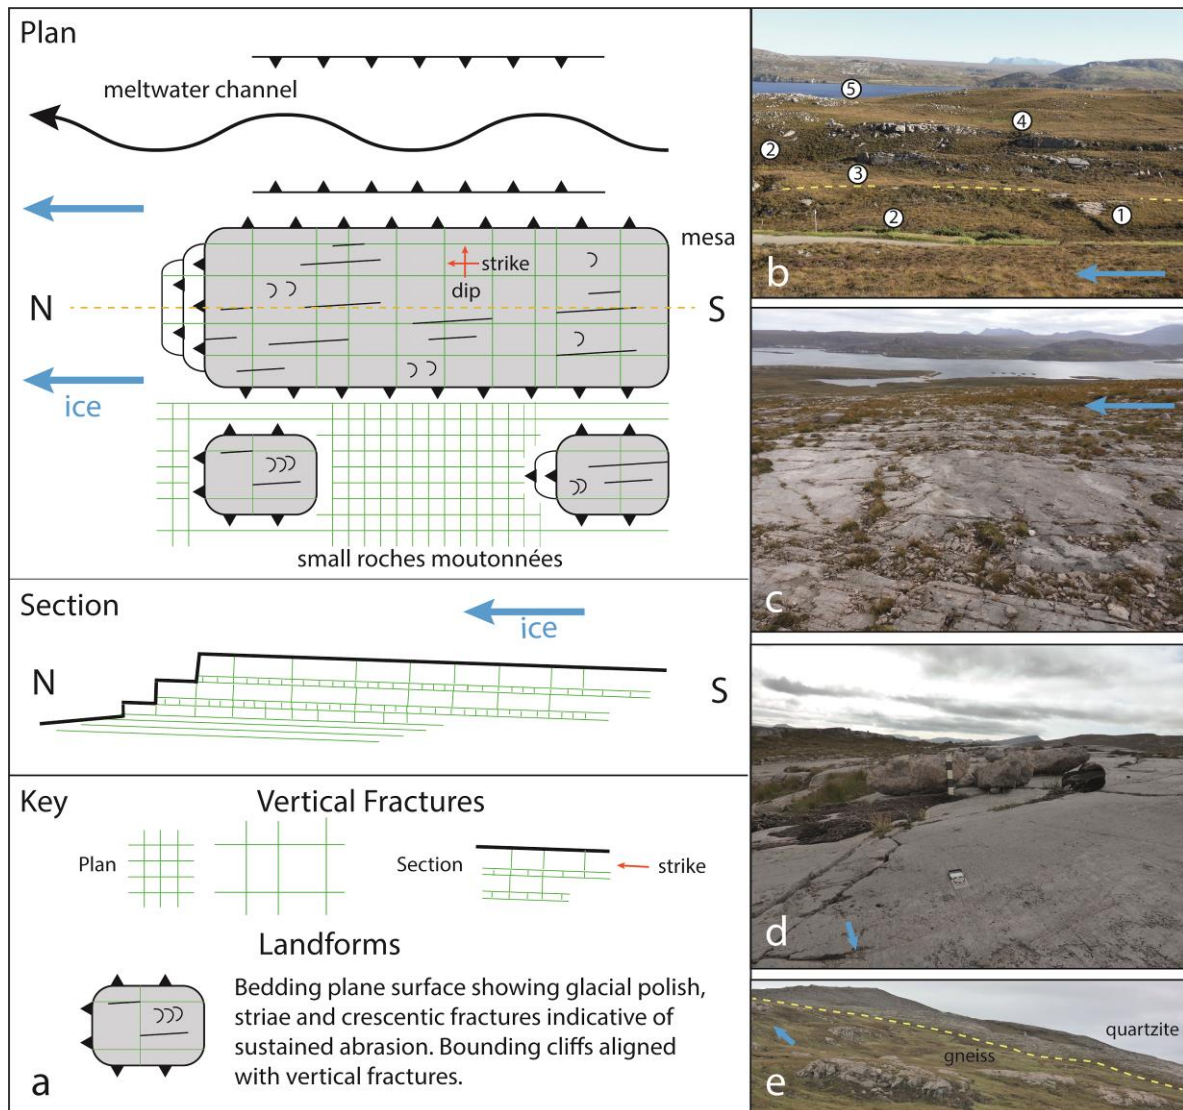 Plan
meltwater channel
mesa
strike
dip
N
S
ice
small roches moutonnées
Section
ice
N
S
Key
Vertical Fractures
Plan
Section
strike
Landforms
Bedding plane surface showing glacial polish,
striae and crescentic fractures indicative of
sustained abrasion. Bounding cliffs aligned
with vertical fractures.
a
5
4
2
3
2
1
b
c
d
quartzite
gneiss
e